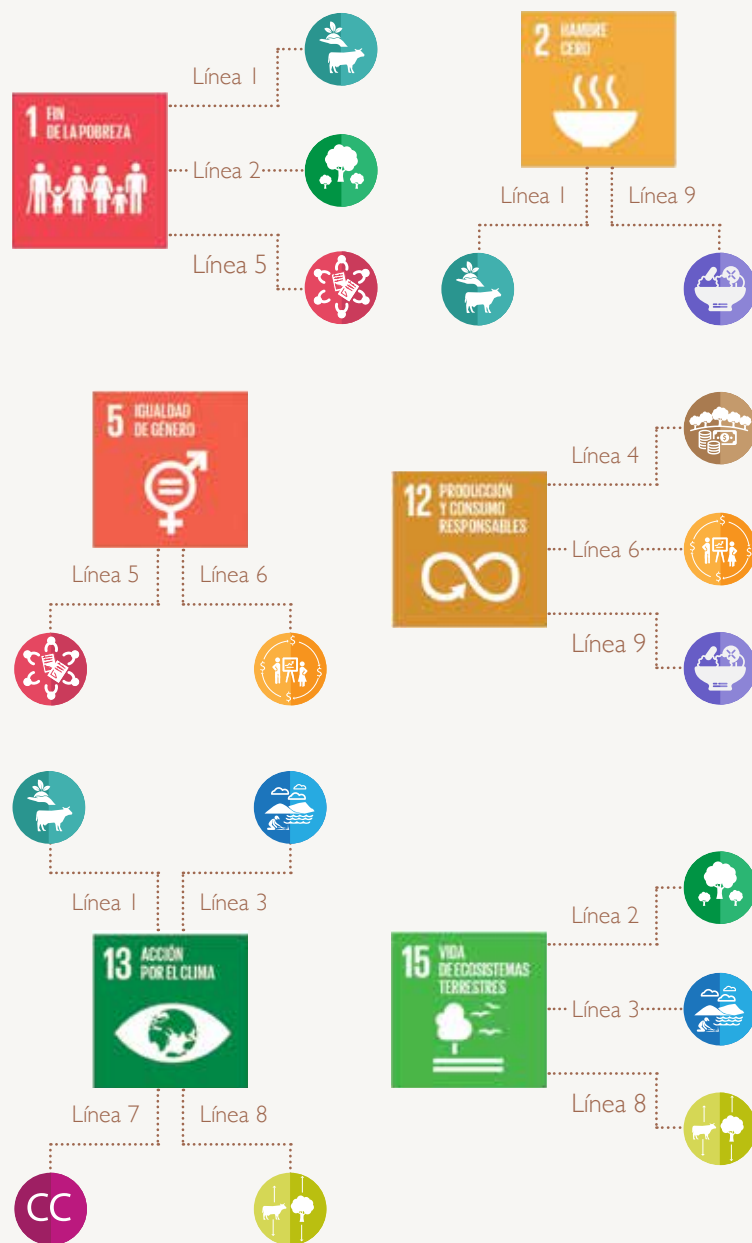 Línea 1
1 FIN
DE LA POBREZA
Línea 2
Línea 5
2 HAMBRE
CERO
Línea 1
Línea 9
5 IGUALDAD
DE GÉNERO
Línea 5
Línea 6
Línea 4
12 PRODUCCIÓN
Y CONSUMO
RESPONSABLES
Línea 6
Línea 9
Línea 1
Línea 3
13 ACCIÓN
POR EL CLIMA
Línea 7
Línea 8
CC
Línea 2
15 VIDA
DE ECOSISTEMAS
TERRESTRES
Línea 3
Línea 8